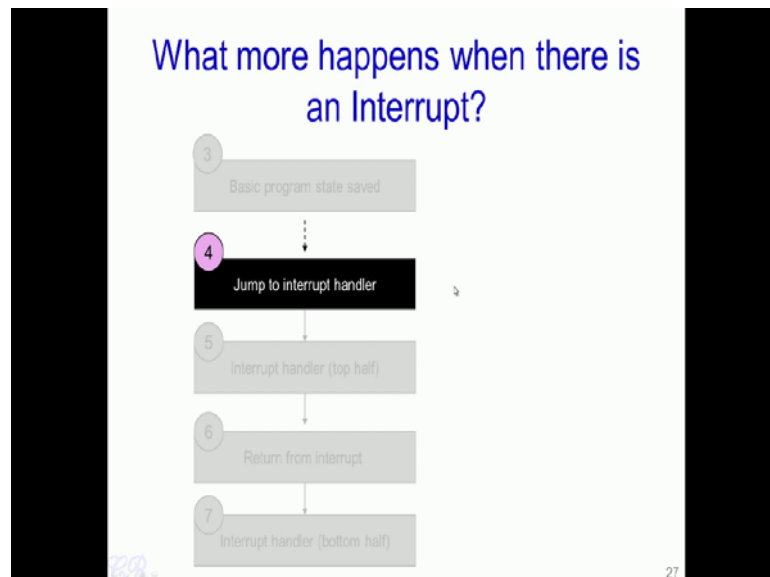 What more happens when there is
an Interrupt?
3
Basic program state saved
4
Jump to interrupt handler
5
Interrupt handler (top half)
6
Return from interrupt
7
Interrupt handler (bottom half)
27